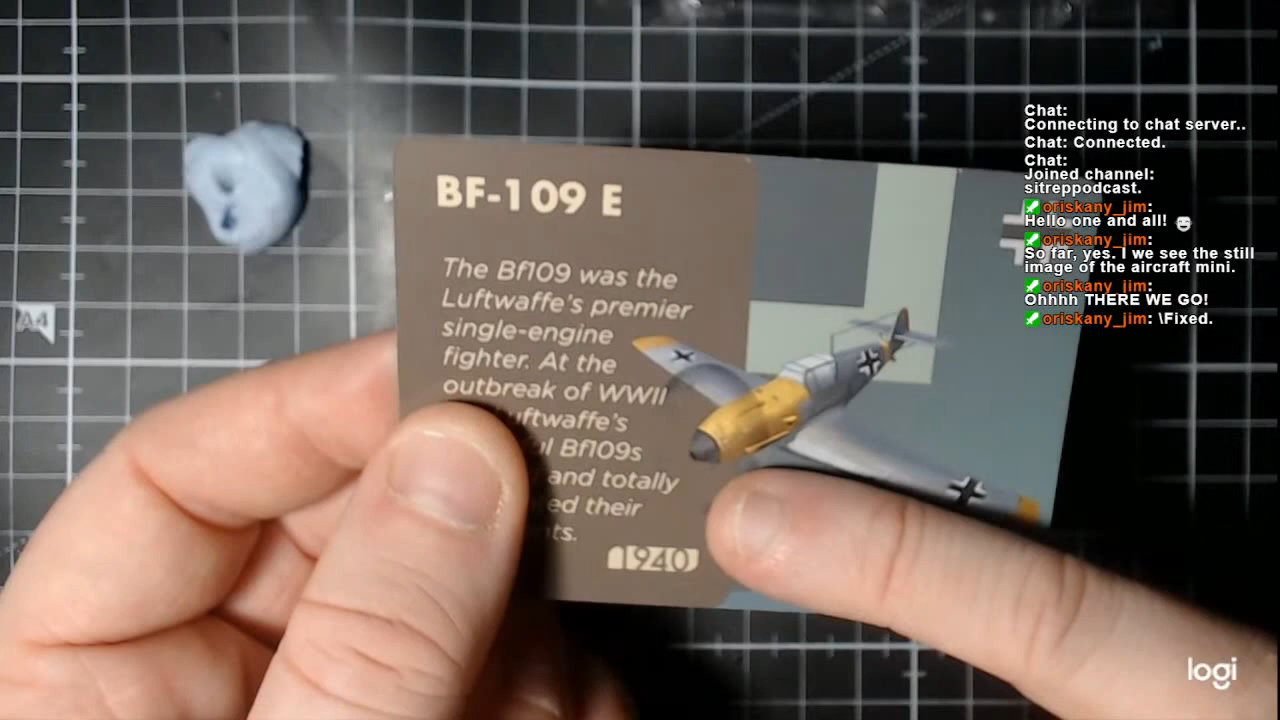 A4
BF-109 E
The Bf109 was the
Luftwaffe's premier
single-engine
fighter. At the
outbreak of WWII
uftwaffe's
Bf109s
and totally
their
1940
Chat:
Connecting to chat server..
Chat: Connected.
Chat:
Joined channel:
sitreppodcast.
oriskany_jim:
Hello one and all!
oriskany_jim:
So far, yes. I we see the still
image of the aircraft mini.
oriskany_jim:
Ohhhh THERE WE GO!
oriskany_jim: \Fixed.
logi